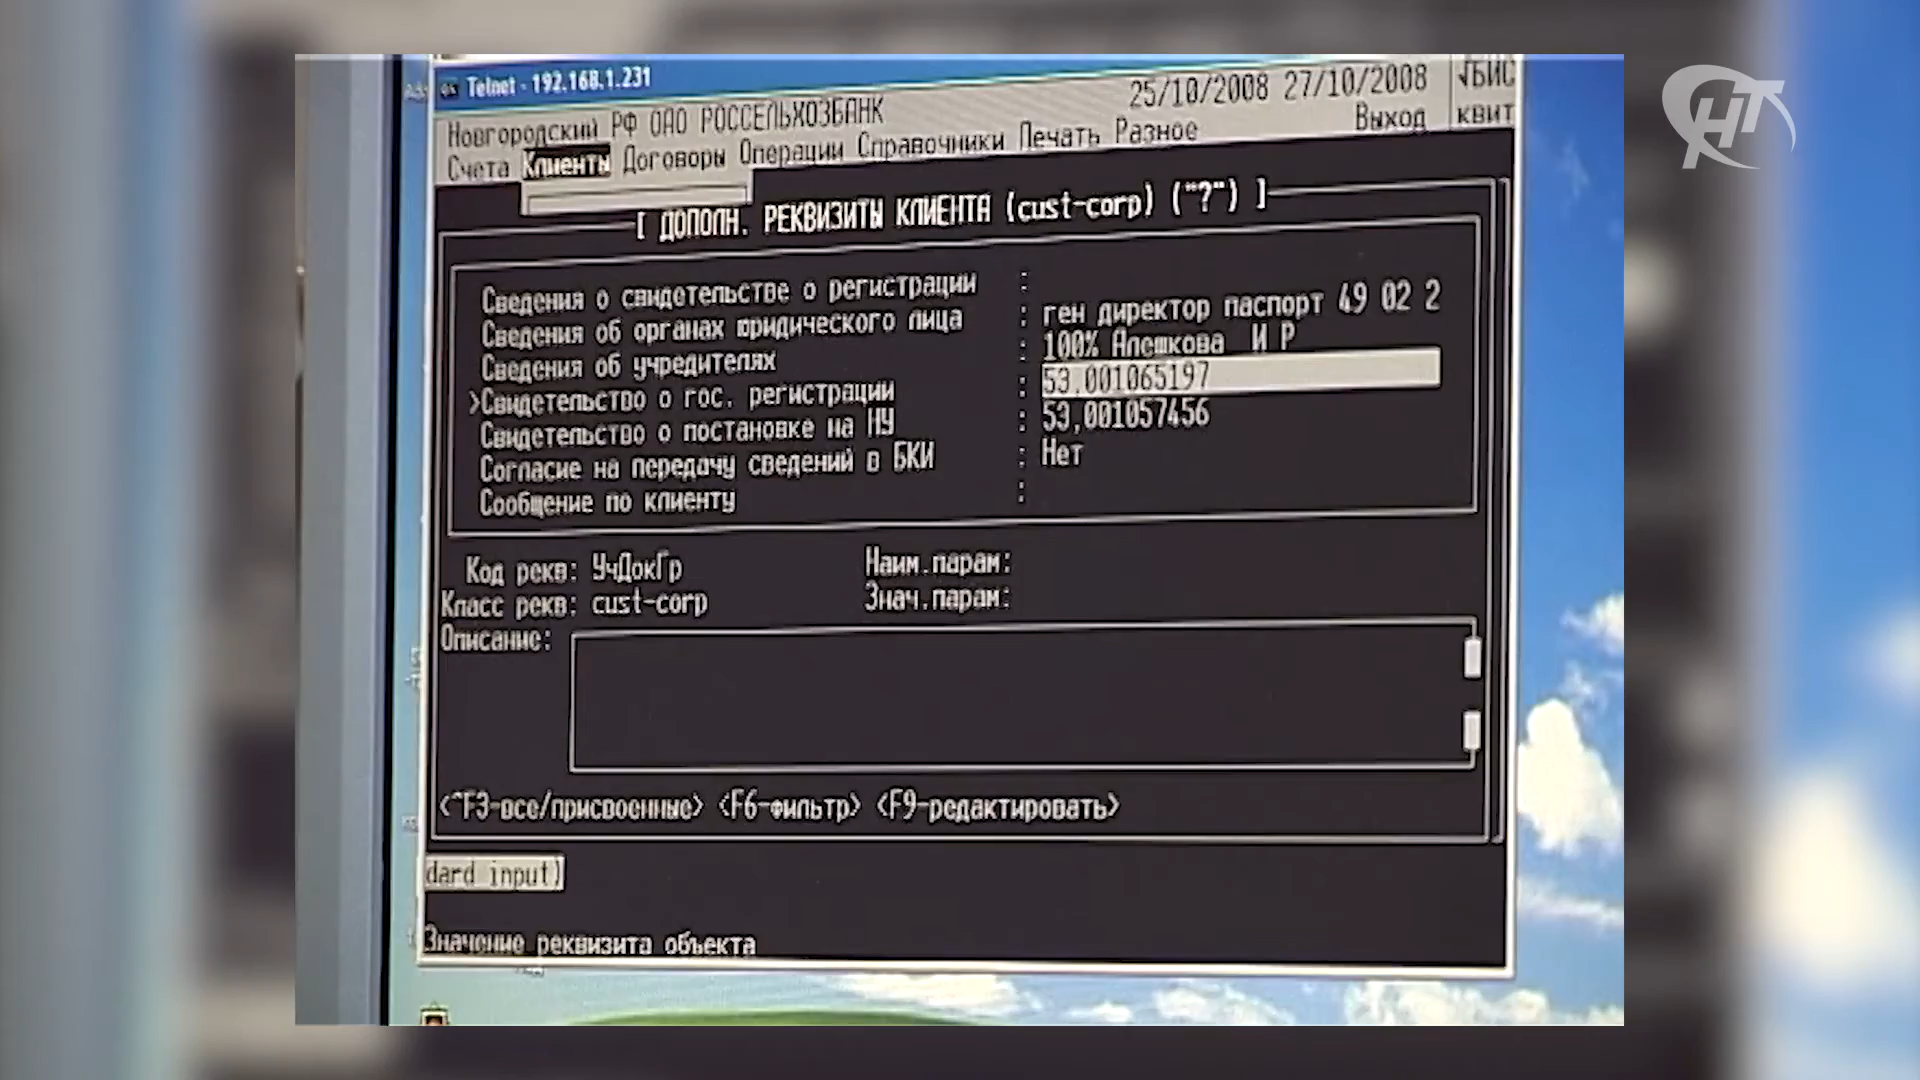 НТ
Telnet - 192.168.1.231
Новгородский РФ ОАО РОССЕЛЬХОЗБАНК 25/10/2008 27/10/2008 √БИС
Счета Клиенты Договоры Операции Справочники Печать Разное Выход квит
[ ДОПОЛН. РЕКВИЗИТЫ КЛИЕНТА (cust-corp) ("?") ]
Сведения о свидетельстве о регистрации :
Сведения об органах юридического лица : ген директор паспорт 49 02 2
Сведения об учредителях : 100% Алешкова И Р
>Свидетельство о гос. регистрации : 53,001065197
Свидетельство о постановке на НУ : 53,001057456
Согласие на передачу сведений в БКИ : Нет
Сообщение по клиенту :
Код рекв: УчДокГр Наим.парам:
Класс рекв: cust-corp Знач.парам:
Описание:
<^F3-все/присвоенные> <F6-фильтр> <F9-редактировать>
dard input)
Значение реквизита объекта